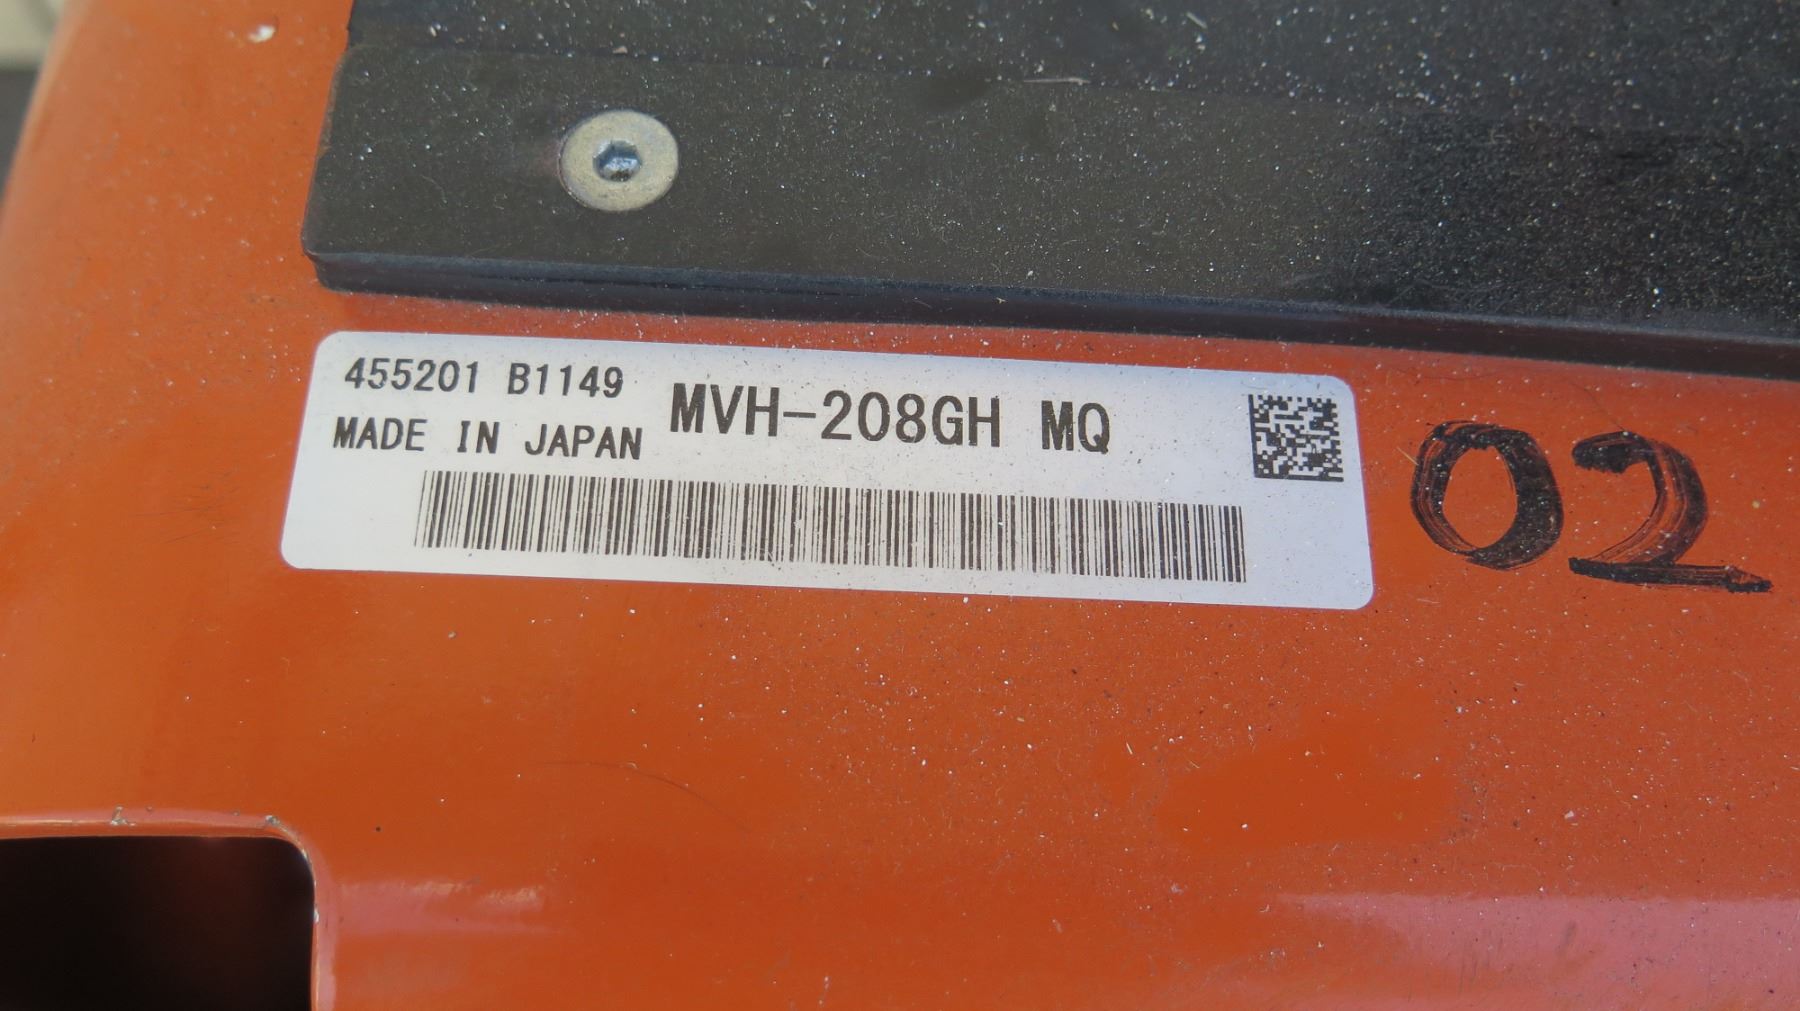 455201 B1149
MVH-208GH MQ
MADE IN JAPAN
02